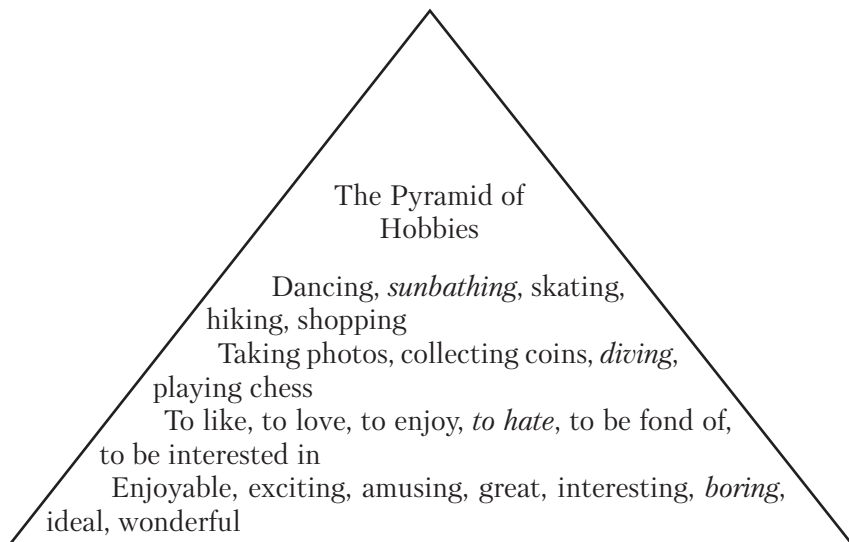 The Pyramid of
Hobbies
Dancing, sunbathing, skating,
hiking, shopping
Taking photos, collecting coins, diving,
playing chess
To like, to love, to enjoy, to hate, to be fond of,
to be interested in
Enjoyable, exciting, amusing, great, interesting, boring,
ideal, wonderful